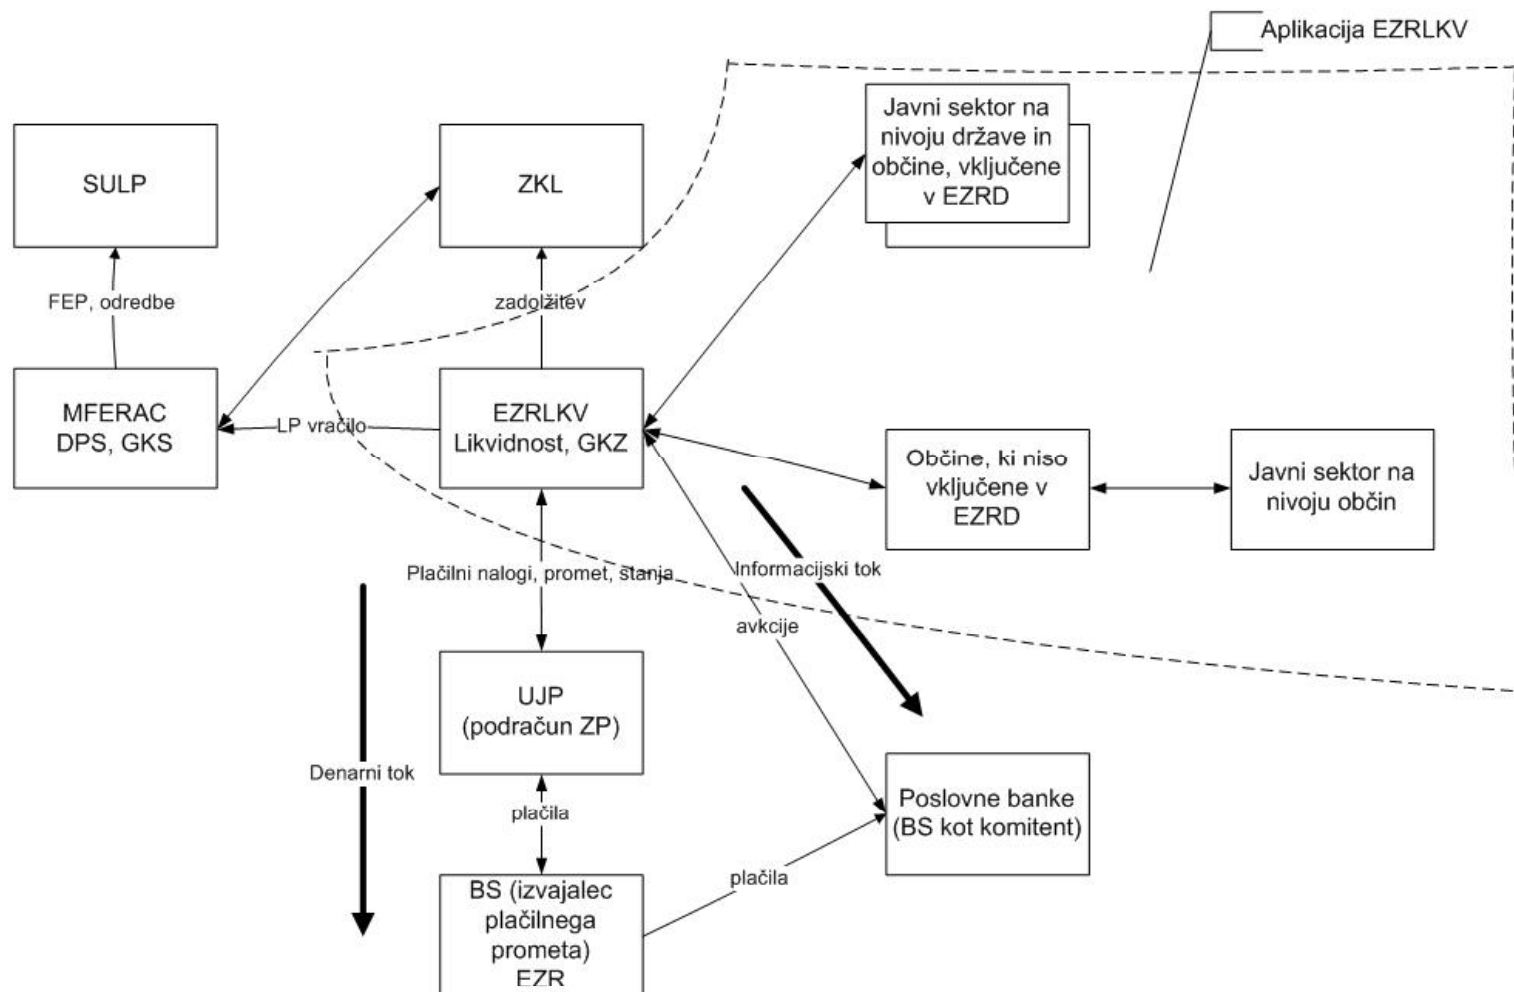 Aplikacija EZRLKV
Javni sektor na
nivoju države in
občine, vključene
v EZRD
SULP
ZKL
FEP, odredbe
zadolžitev
MFERAC
DPS, GKS
LP vračilo
EZRLKV
Likvidnost, GKZ
Občine, ki niso
vključene v
EZRD
Javni sektor na
nivoju občin
Plačilni nalogi, promet, stanja
Informacijski tok
avkcije
UJP
(podračun ZP)
Denarni tok
plačila
Poslovne banke
(BS kot komitent)
plačila
BS (izvajalec
plačilnega
prometa)
EZR